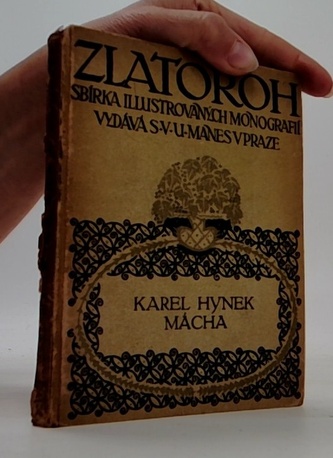 ZLATOROH
SBÍRKA ILLUSTROVANÝCH MONOGRAFIÍ
VYDÁVÁ S·V·U·MÁNES V PRAZE
KAREL HYNEK
MÁCHA